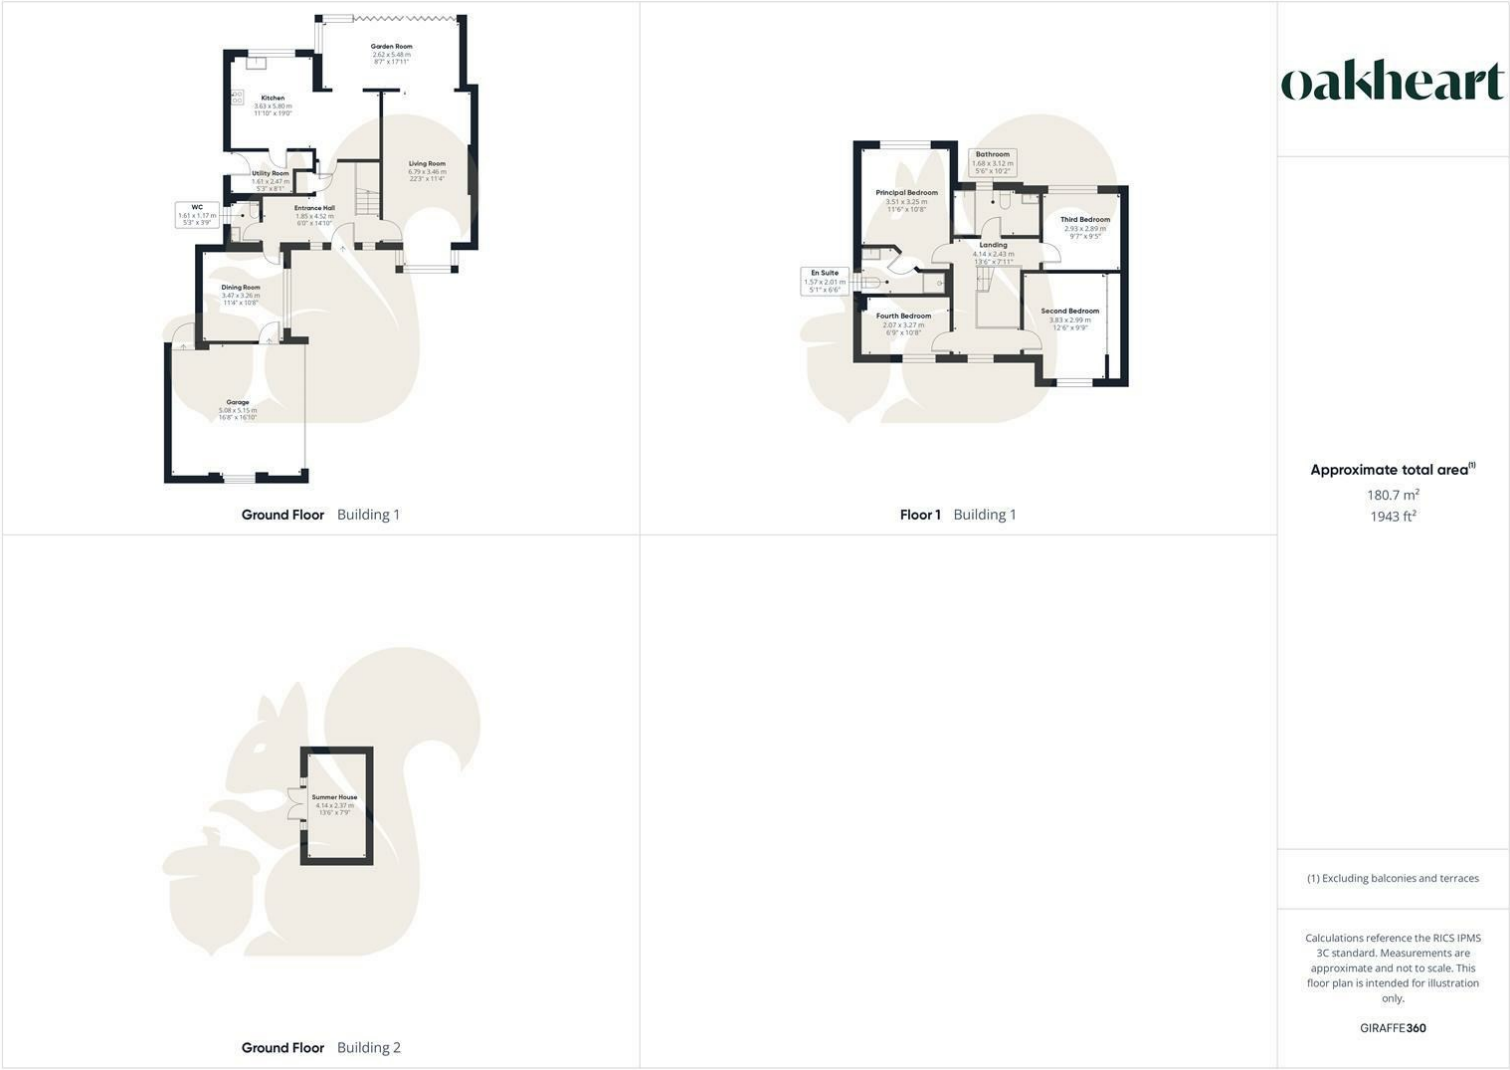 Garden Room
2.62 x 5.48 m
8'7" x 17'11"
Kitchen
3.63 x 5.80 m
11'10" x 19'0"
Living Room
6.79 x 3.46 m
22'3" x 11'4"
Utility Room
1.61 x 2.47 m
5'3" x 8'1"
WC
1.61 x 1.17 m
5'3" x 3'9"
Entrance Hall
1.85 x 4.52 m
6'0" x 14'10"
Dining Room
3.47 x 3.26 m
11'4" x 10'8"
Garage
5.08 x 5.15 m
16'8" x 16'10"
Ground Floor Building 1
Bathroom
1.68 x 3.12 m
5'6" x 10'2"
Principal Bedroom
3.51 x 3.25 m
11'6" x 10'8"
Third Bedroom
2.93 x 2.89 m
9'7" x 9'5"
Landing
4.14 x 2.43 m
13'6" x 7'11"
En Suite
1.57 x 2.01 m
5'1" x 6'6"
Second Bedroom
3.83 x 2.99 m
12'6" x 9'9"
Fourth Bedroom
2.07 x 3.27 m
6'9" x 10'8"
Floor 1 Building 1
Summer House
4.14 x 2.37 m
13'6" x 7'9"
Ground Floor Building 2
oakheart
Approximate total area(1)
180.7 m²
1943 ft²
(1) Excluding balconies and terraces
Calculations reference the RICS IPMS
3C standard. Measurements are
approximate and not to scale. This
floor plan is intended for illustration
only.
GIRAFFE360